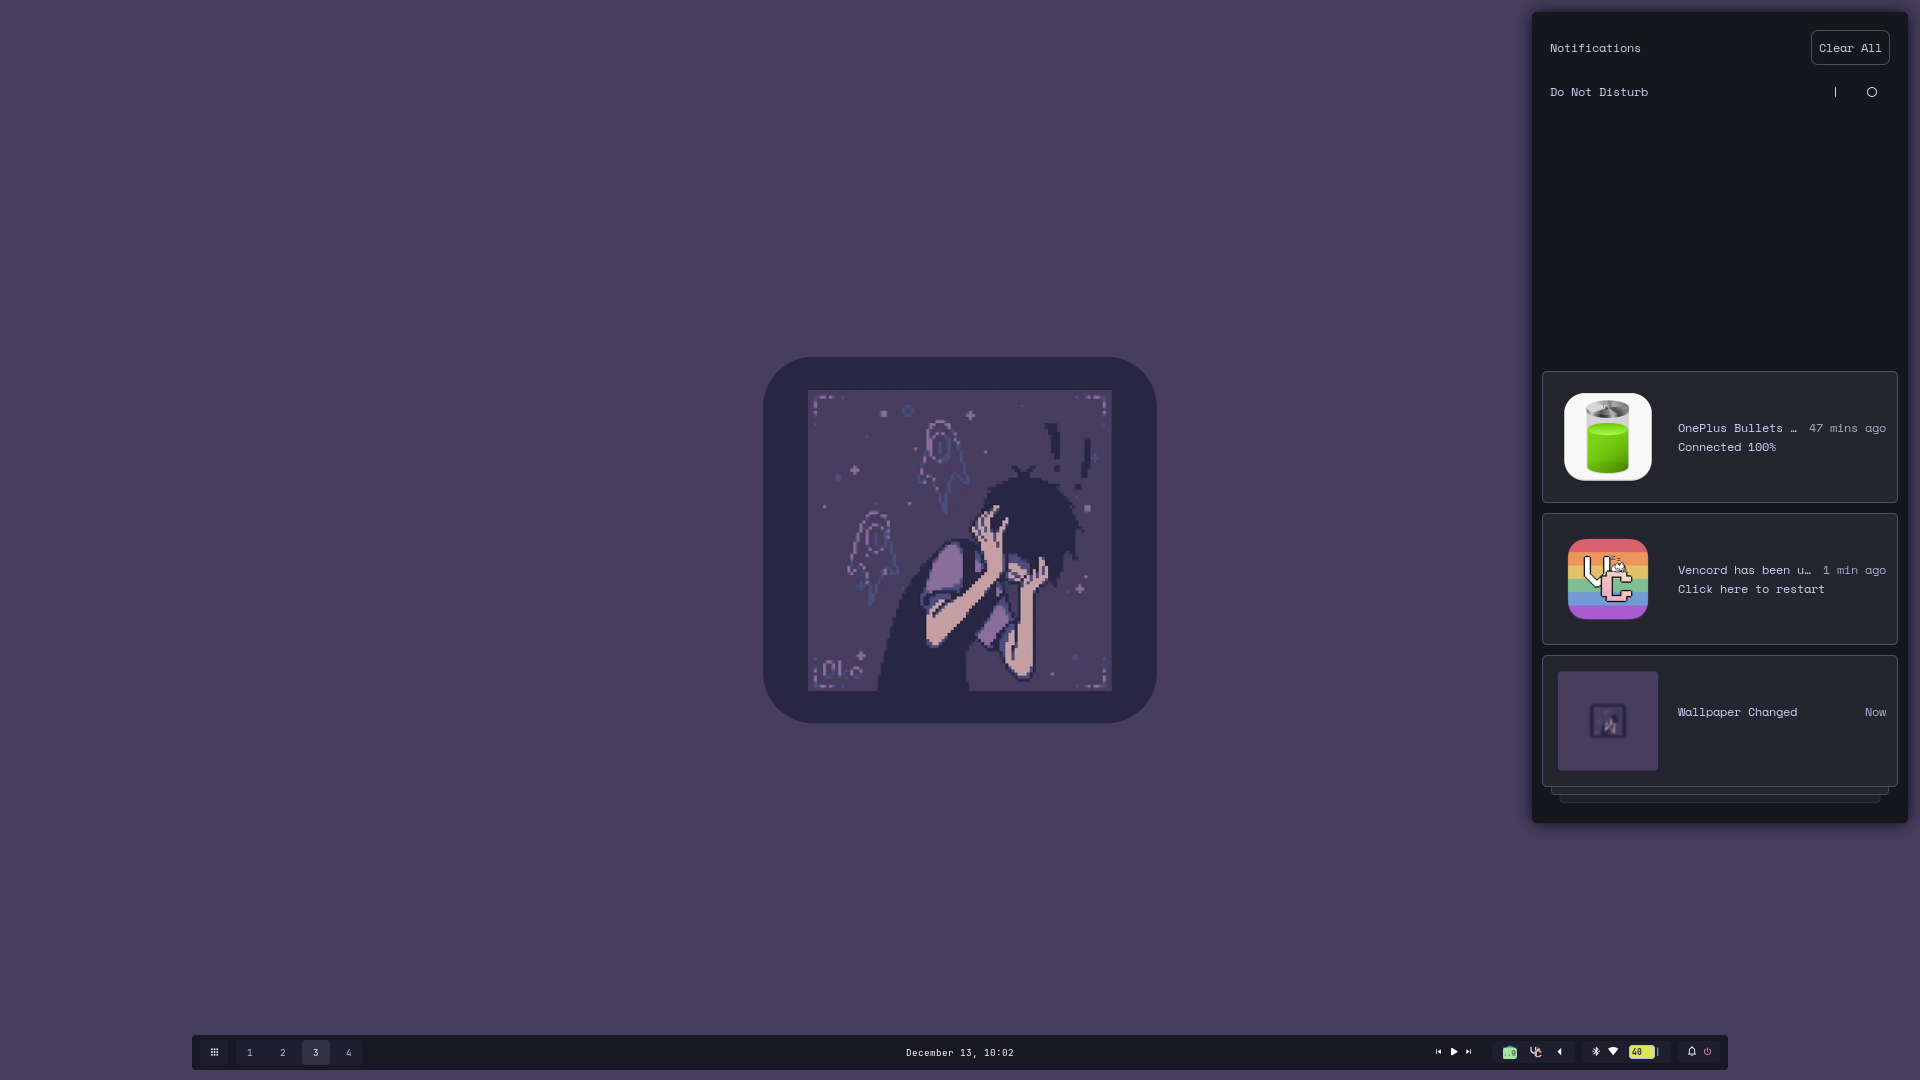 Notifications
Clear All
Do Not Disturb
OnePlus Bullets … 47 mins ago
Connected 100%
Vencord has been u… 1 min ago
Click here to restart
Wallpaper Changed Now
1 2 3 4
December 13, 10:02
40